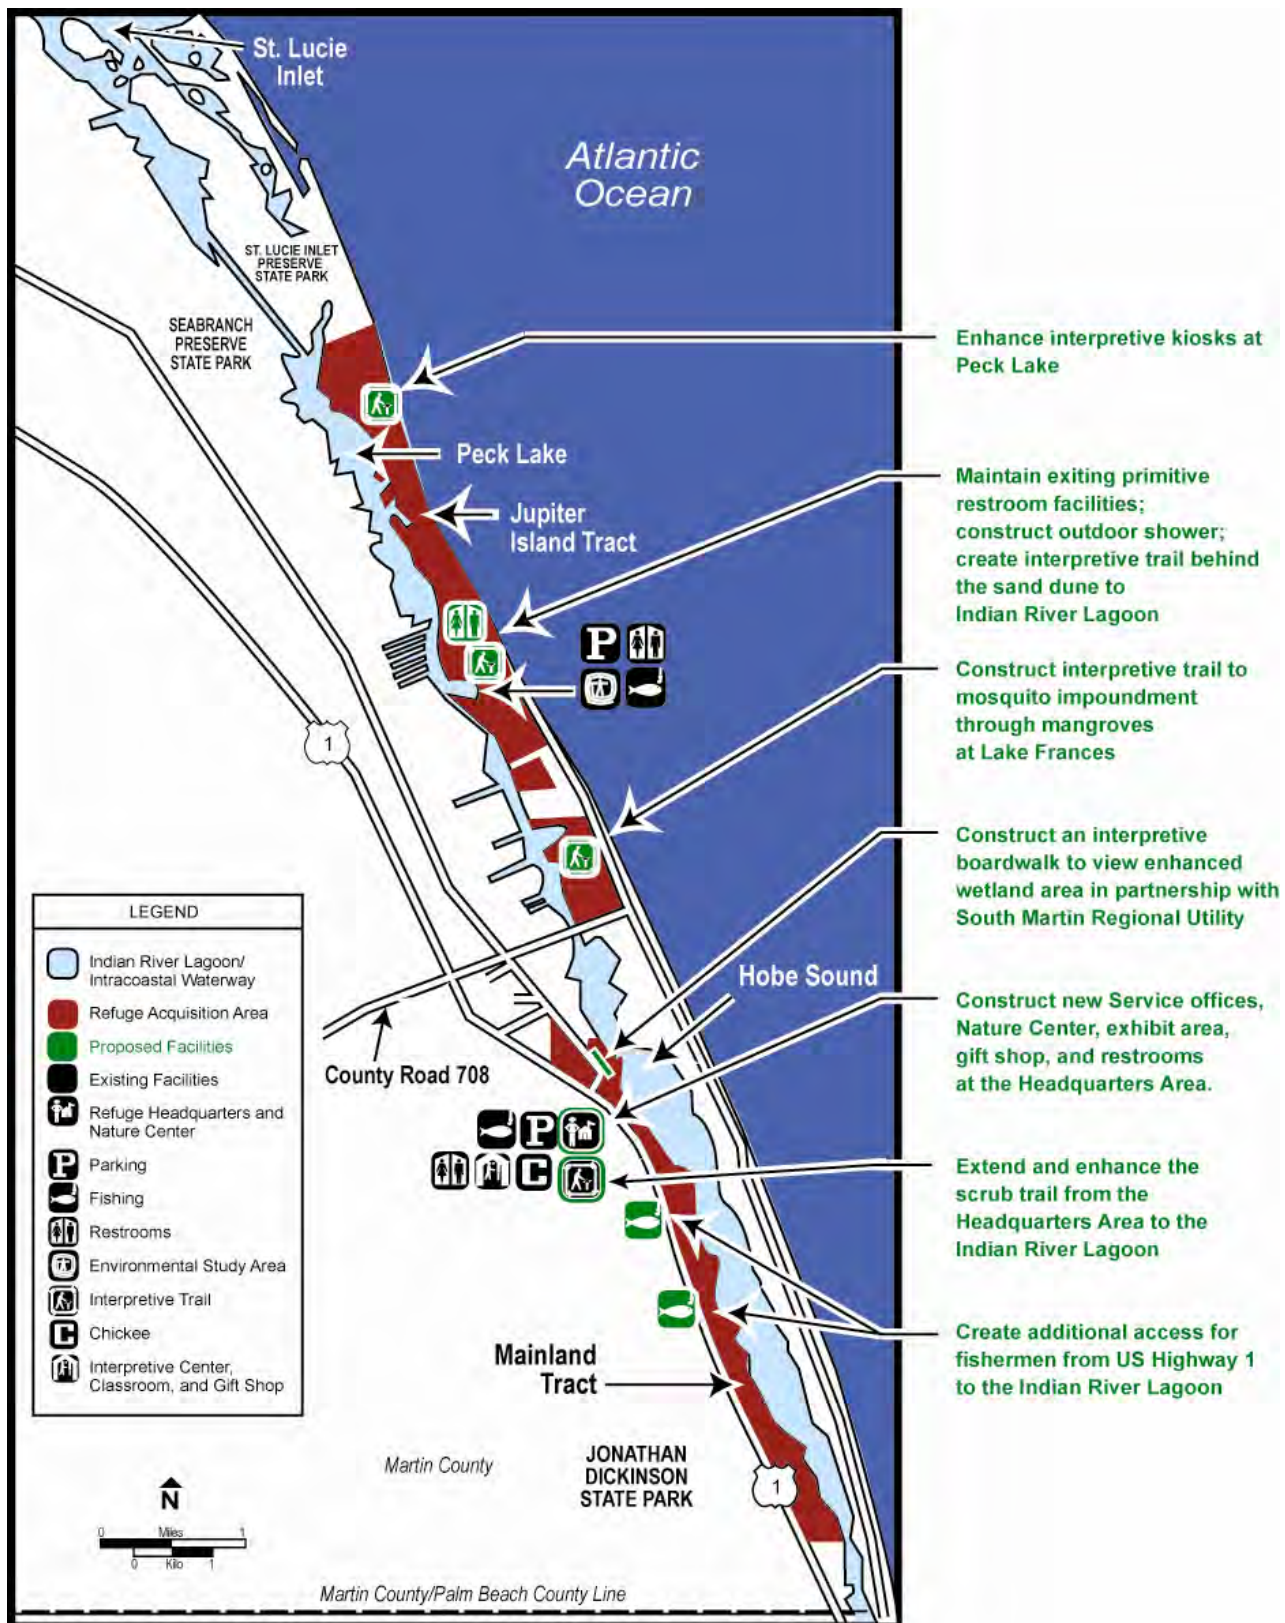 St. Lucie
Inlet
Atlantic
Ocean
ST. LUCIE INLET
PRESERVE
STATE PARK
SEABRANCH
PRESERVE
STATE PARK
Enhance interpretive kiosks at
Peck Lake
Peck Lake
Jupiter
Island Tract
Maintain exiting primitive
restroom facilities;
construct outdoor shower;
create interpretive trail behind
the sand dune to
Indian River Lagoon
P
Construct interpretive trail to
mosquito impoundment
through mangroves
at Lake Frances
1
Construct an interpretive
boardwalk to view enhanced
wetland area in partnership with
South Martin Regional Utility
Hobe Sound
County Road 708
Construct new Service offices,
Nature Center, exhibit area,
gift shop, and restrooms
at the Headquarters Area.
P
C
Extend and enhance the
scrub trail from the
Headquarters Area to the
Indian River Lagoon
Create additional access for
fishermen from US Highway 1
to the Indian River Lagoon
Mainland
Tract
LEGEND
Indian River Lagoon/
Intracoastal Waterway
Refuge Acquisition Area
Proposed Facilities
Existing Facilities
Refuge Headquarters and
Nature Center
P Parking
Fishing
Restrooms
Environmental Study Area
Interpretive Trail
C Chickee
Interpretive Center,
Classroom, and Gift Shop
Martin County
JONATHAN
DICKINSON
STATE PARK
1
N
0 Miles 1
0 Kilo 1
Martin County/Palm Beach County Line